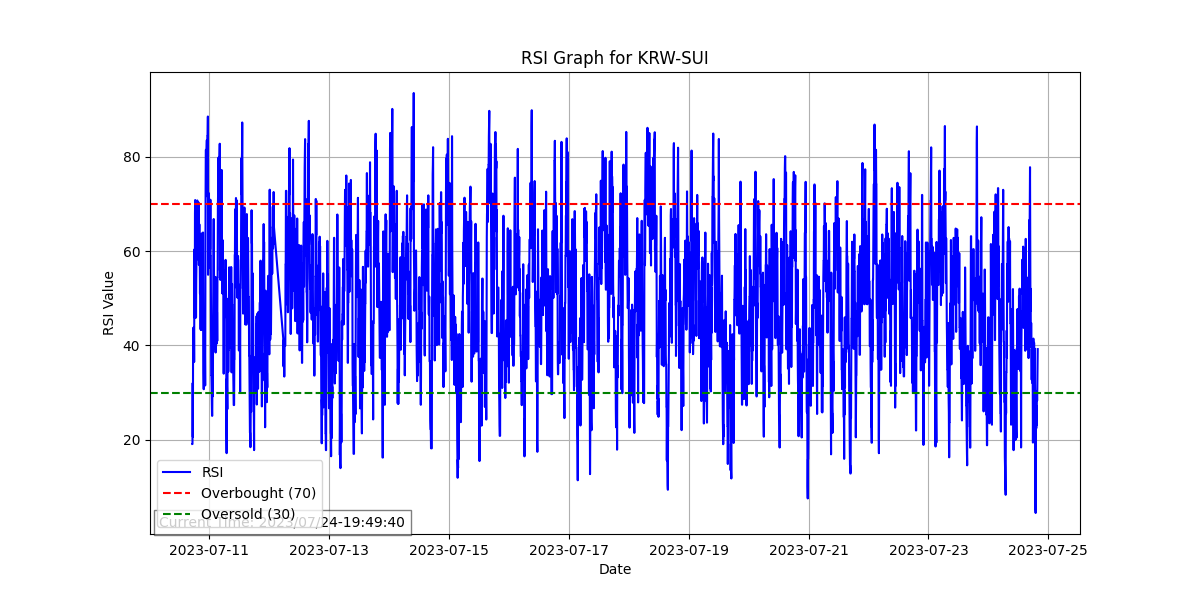 RSI Graph for KRW-SUI
RSI Value
80
60
40
20
RSI
Overbought (70)
Oversold (30)
Current Time: 2023/07/24-19:49:40
2023-07-11 2023-07-13 2023-07-15 2023-07-17 2023-07-19 2023-07-21 2023-07-23 2023-07-25
Date